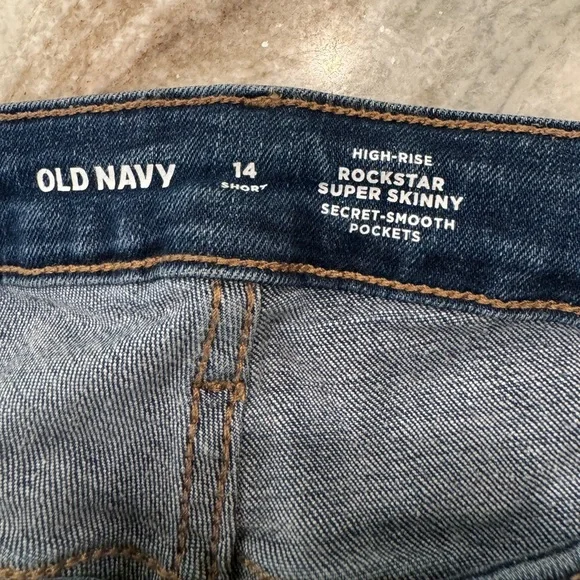 OLD NAVY
14
SHORT
HIGH-RISE
ROCKSTAR
SUPER SKINNY
SECRET-SMOOTH
POCKETS